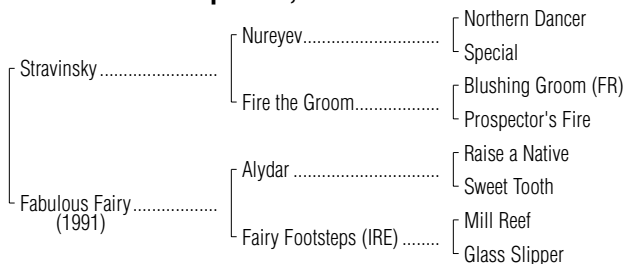 Northern Dancer
Nureyev..................................
Special
Stravinsky .............................
Blushing Groom (FR)
Fire the Groom.....................
Prospector's Fire
Raise a Native
Alydar ....................................
Sweet Tooth
Fabulous Fairy.....................
(1991)
Mill Reef
Fairy Footsteps (IRE) ........
Glass Slipper